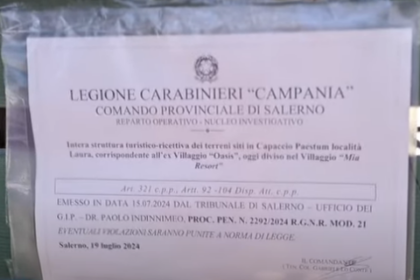 LEGIONE CARABINIERI “CAMPANIA”
COMANDO PROVINCIALE DI SALERNO
REPARTO OPERATIVO - NUCLEO INVESTIGATIVO
Intera struttura turistico-ricettiva dei terreni siti in Capaccio Paestum località
Laura, corrispondente all'ex Villaggio “Oasis”, oggi diviso nel Villaggio “Mia
Resort”
Art. 321 c.p.p., Artt. 92 -104 Disp. Att. c.p.p.
EMESSO IN DATA 15.07.2024 DAL TRIBUNALE DI SALERNO – UFFICIO DEI
G.I.P. – DR. PAOLO INDINNIMEO, PROC. PEN. N. 2292/2024 R.G.N.R. MOD. 21
EVENTUALI VIOLAZIONI SARANNO PUNITE A NORMA DI LEGGE.
Salerno, 19 luglio 2024
IL COMANDANTE